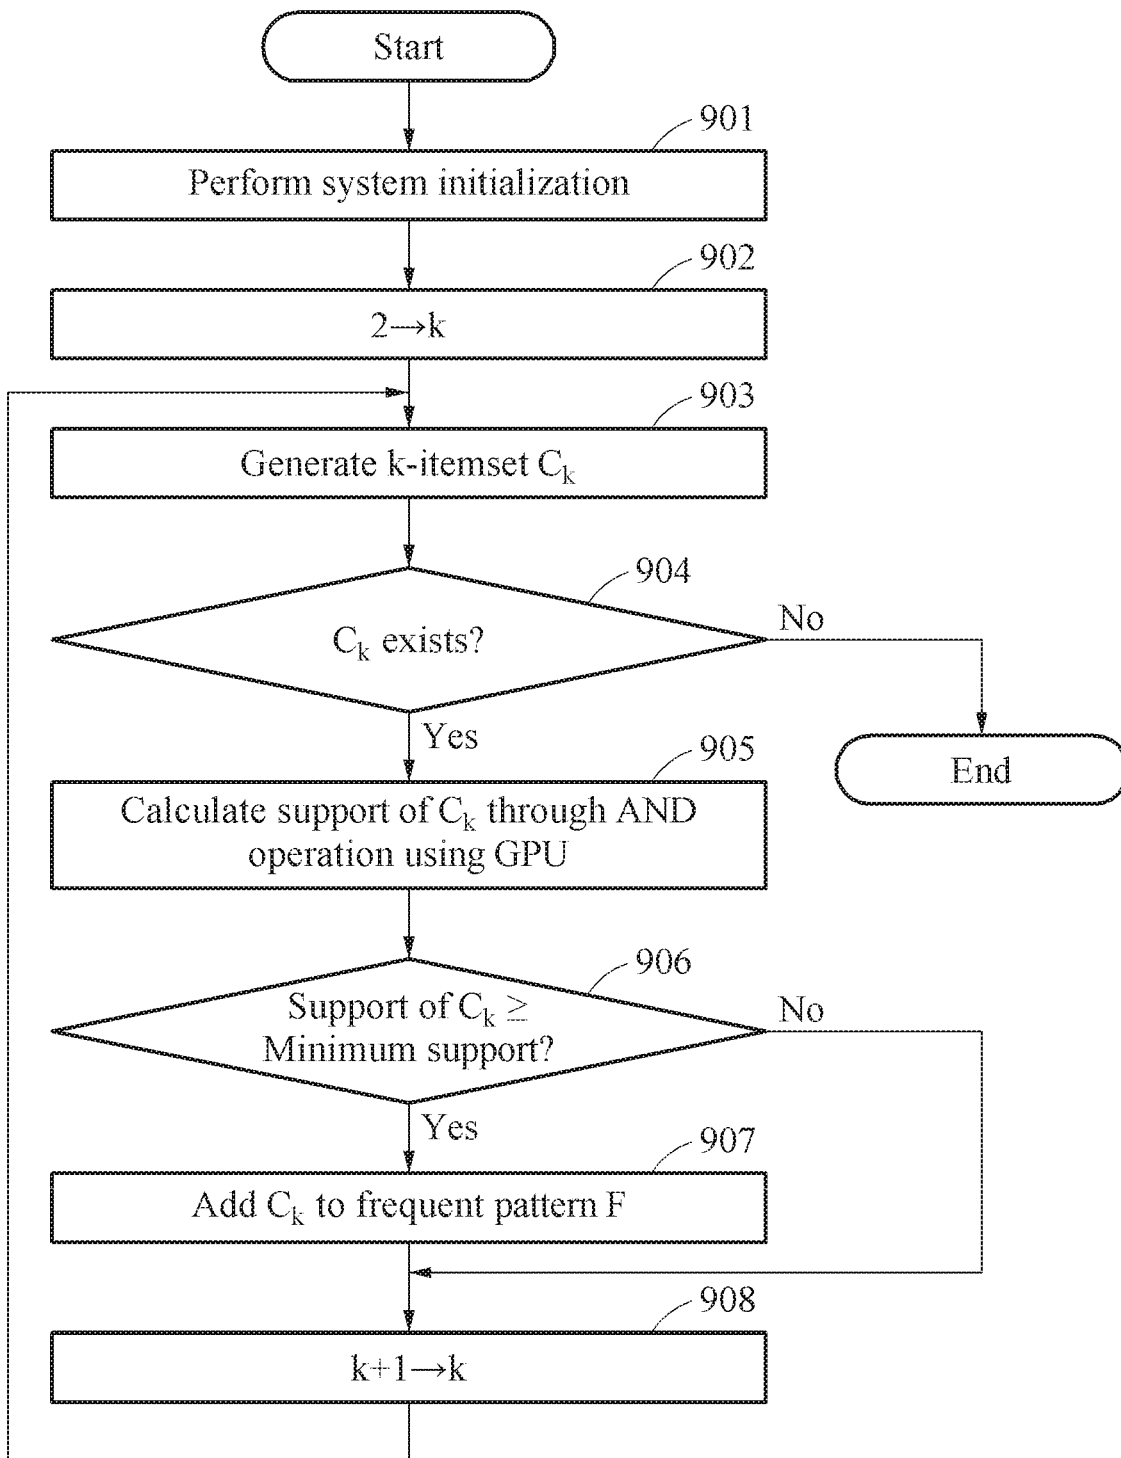 Start
901
Perform system initialization
902
2→k
903
Generate k-itemset Cₖ
904
Cₖ exists?
No
Yes
905
End
Calculate support of Cₖ through AND
operation using GPU
906
Support of Cₖ ≥
Minimum support?
No
Yes
907
Add Cₖ to frequent pattern F
908
k+1→k